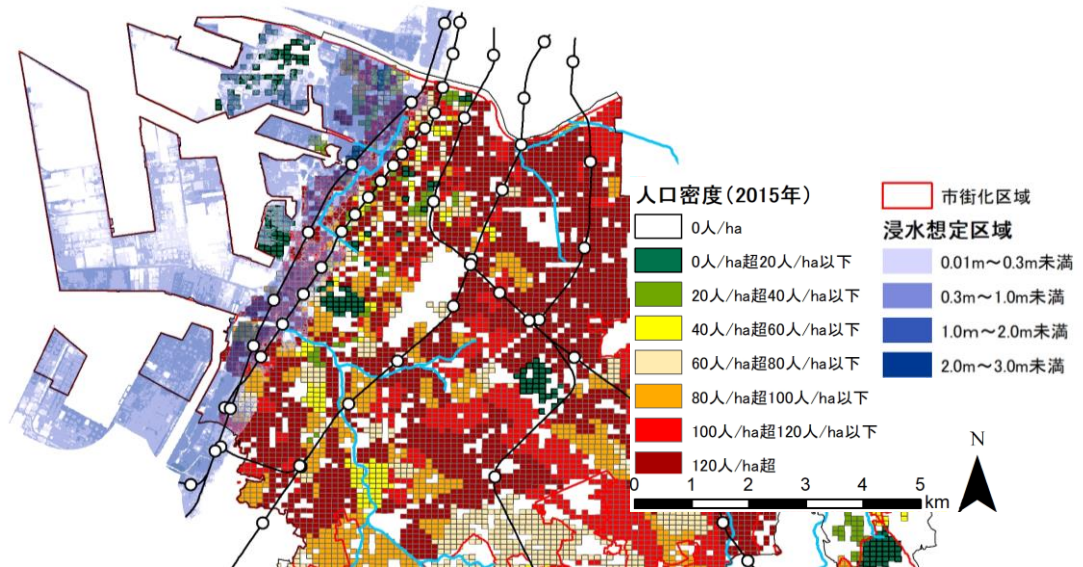 人口密度(2015年)
0人/ha
0人/ha超20人/ha以下
20人/ha超40人/ha以下
40人/ha超60人/ha以下
60人/ha超80人/ha以下
80人/ha超100人/ha以下
100人/ha超120人/ha以下
120人/ha超
市街化区域
浸水想定区域
0.01m～0.3m未満
0.3m～1.0m未満
1.0m～2.0m未満
2.0m～3.0m未満
N
0 1 2 3 4 5
km